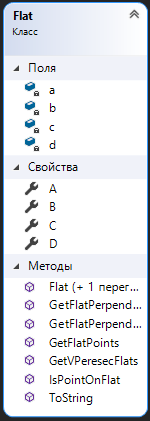 Flat
Класс
Поля
a
b
c
d
Свойства
A
B
C
D
Методы
Flat (+ 1 перег...
GetFlatPerpend...
GetFlatPerpend...
GetFlatPoints
GetVPeresecFlats
IsPointOnFlat
ToString